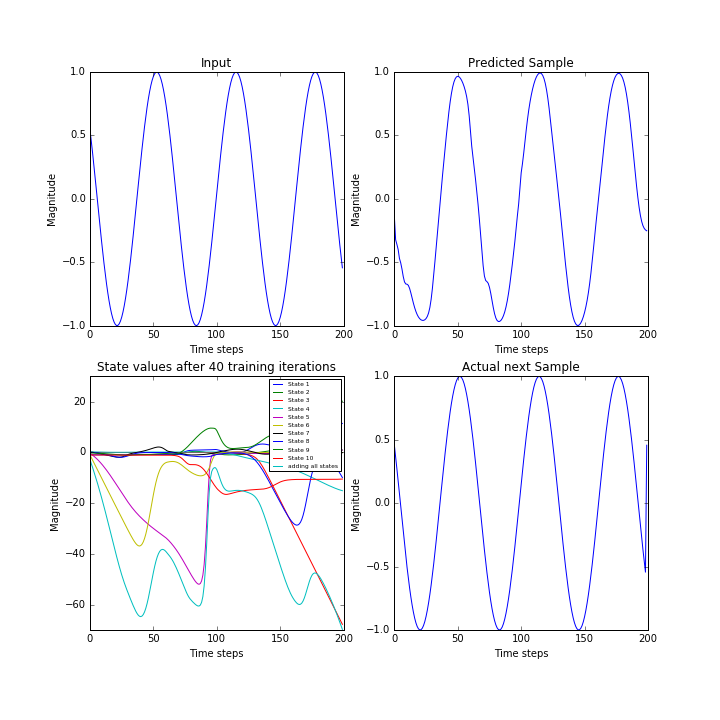 Input
1.0
0.5
0.0
−0.5
−1.0
Magnitude
0 50 100 150 200
Time steps
Predicted Sample
1.0
0.5
0.0
−0.5
−1.0
Magnitude
0 50 100 150 200
Time steps
State values after 40 training iterations
20
0
−20
−40
−60
Magnitude
0 50 100 150 200
Time steps
State 1
State 2
State 3
State 4
State 5
State 6
State 7
State 8
State 9
State 10
adding all states
Actual next Sample
1.0
0.5
0.0
−0.5
−1.0
Magnitude
0 50 100 150 200
Time steps